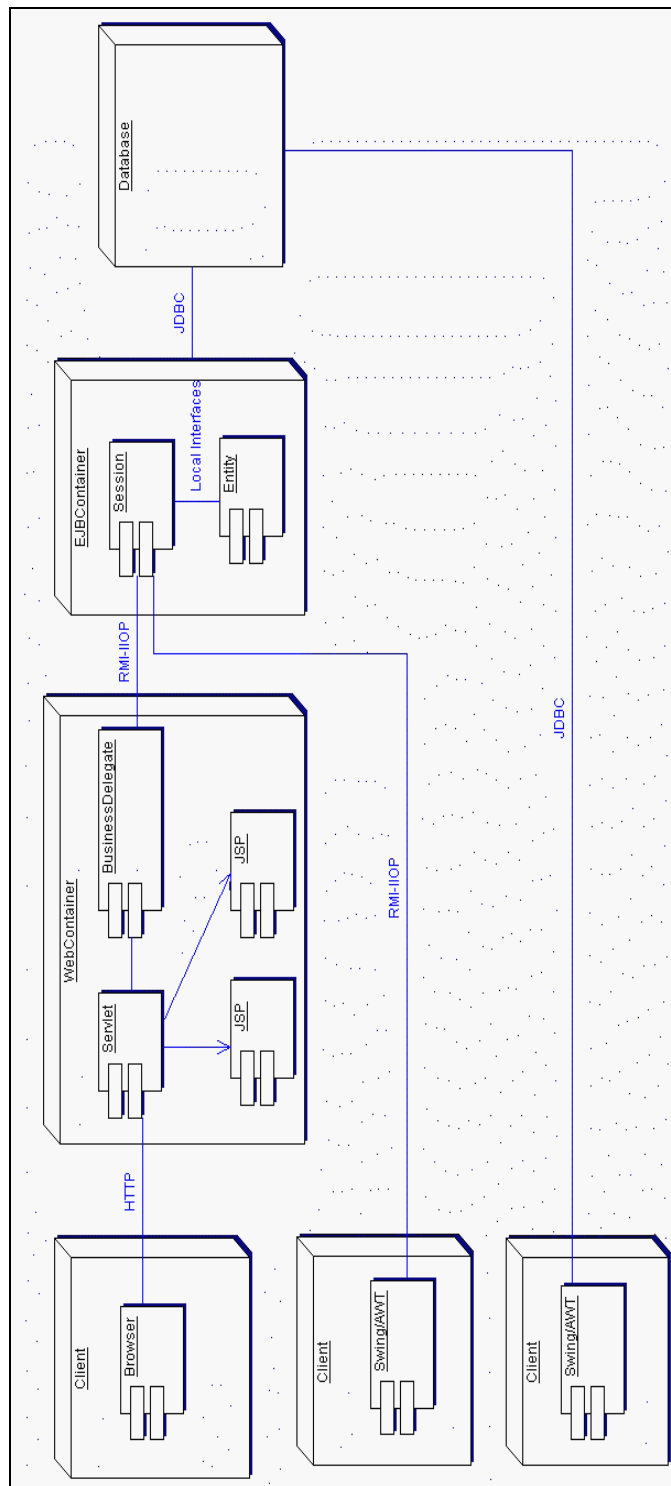 Client
Browser
HTTP
WebContainer
Servlet
BusinessDelegate
JSP
JSP
RMI-IIOP
EJBContainer
Session
Local Interfaces
Entity
JDBC
Database
Client
Swing/AWT
RMI-IIOP
Client
Swing/AWT
JDBC